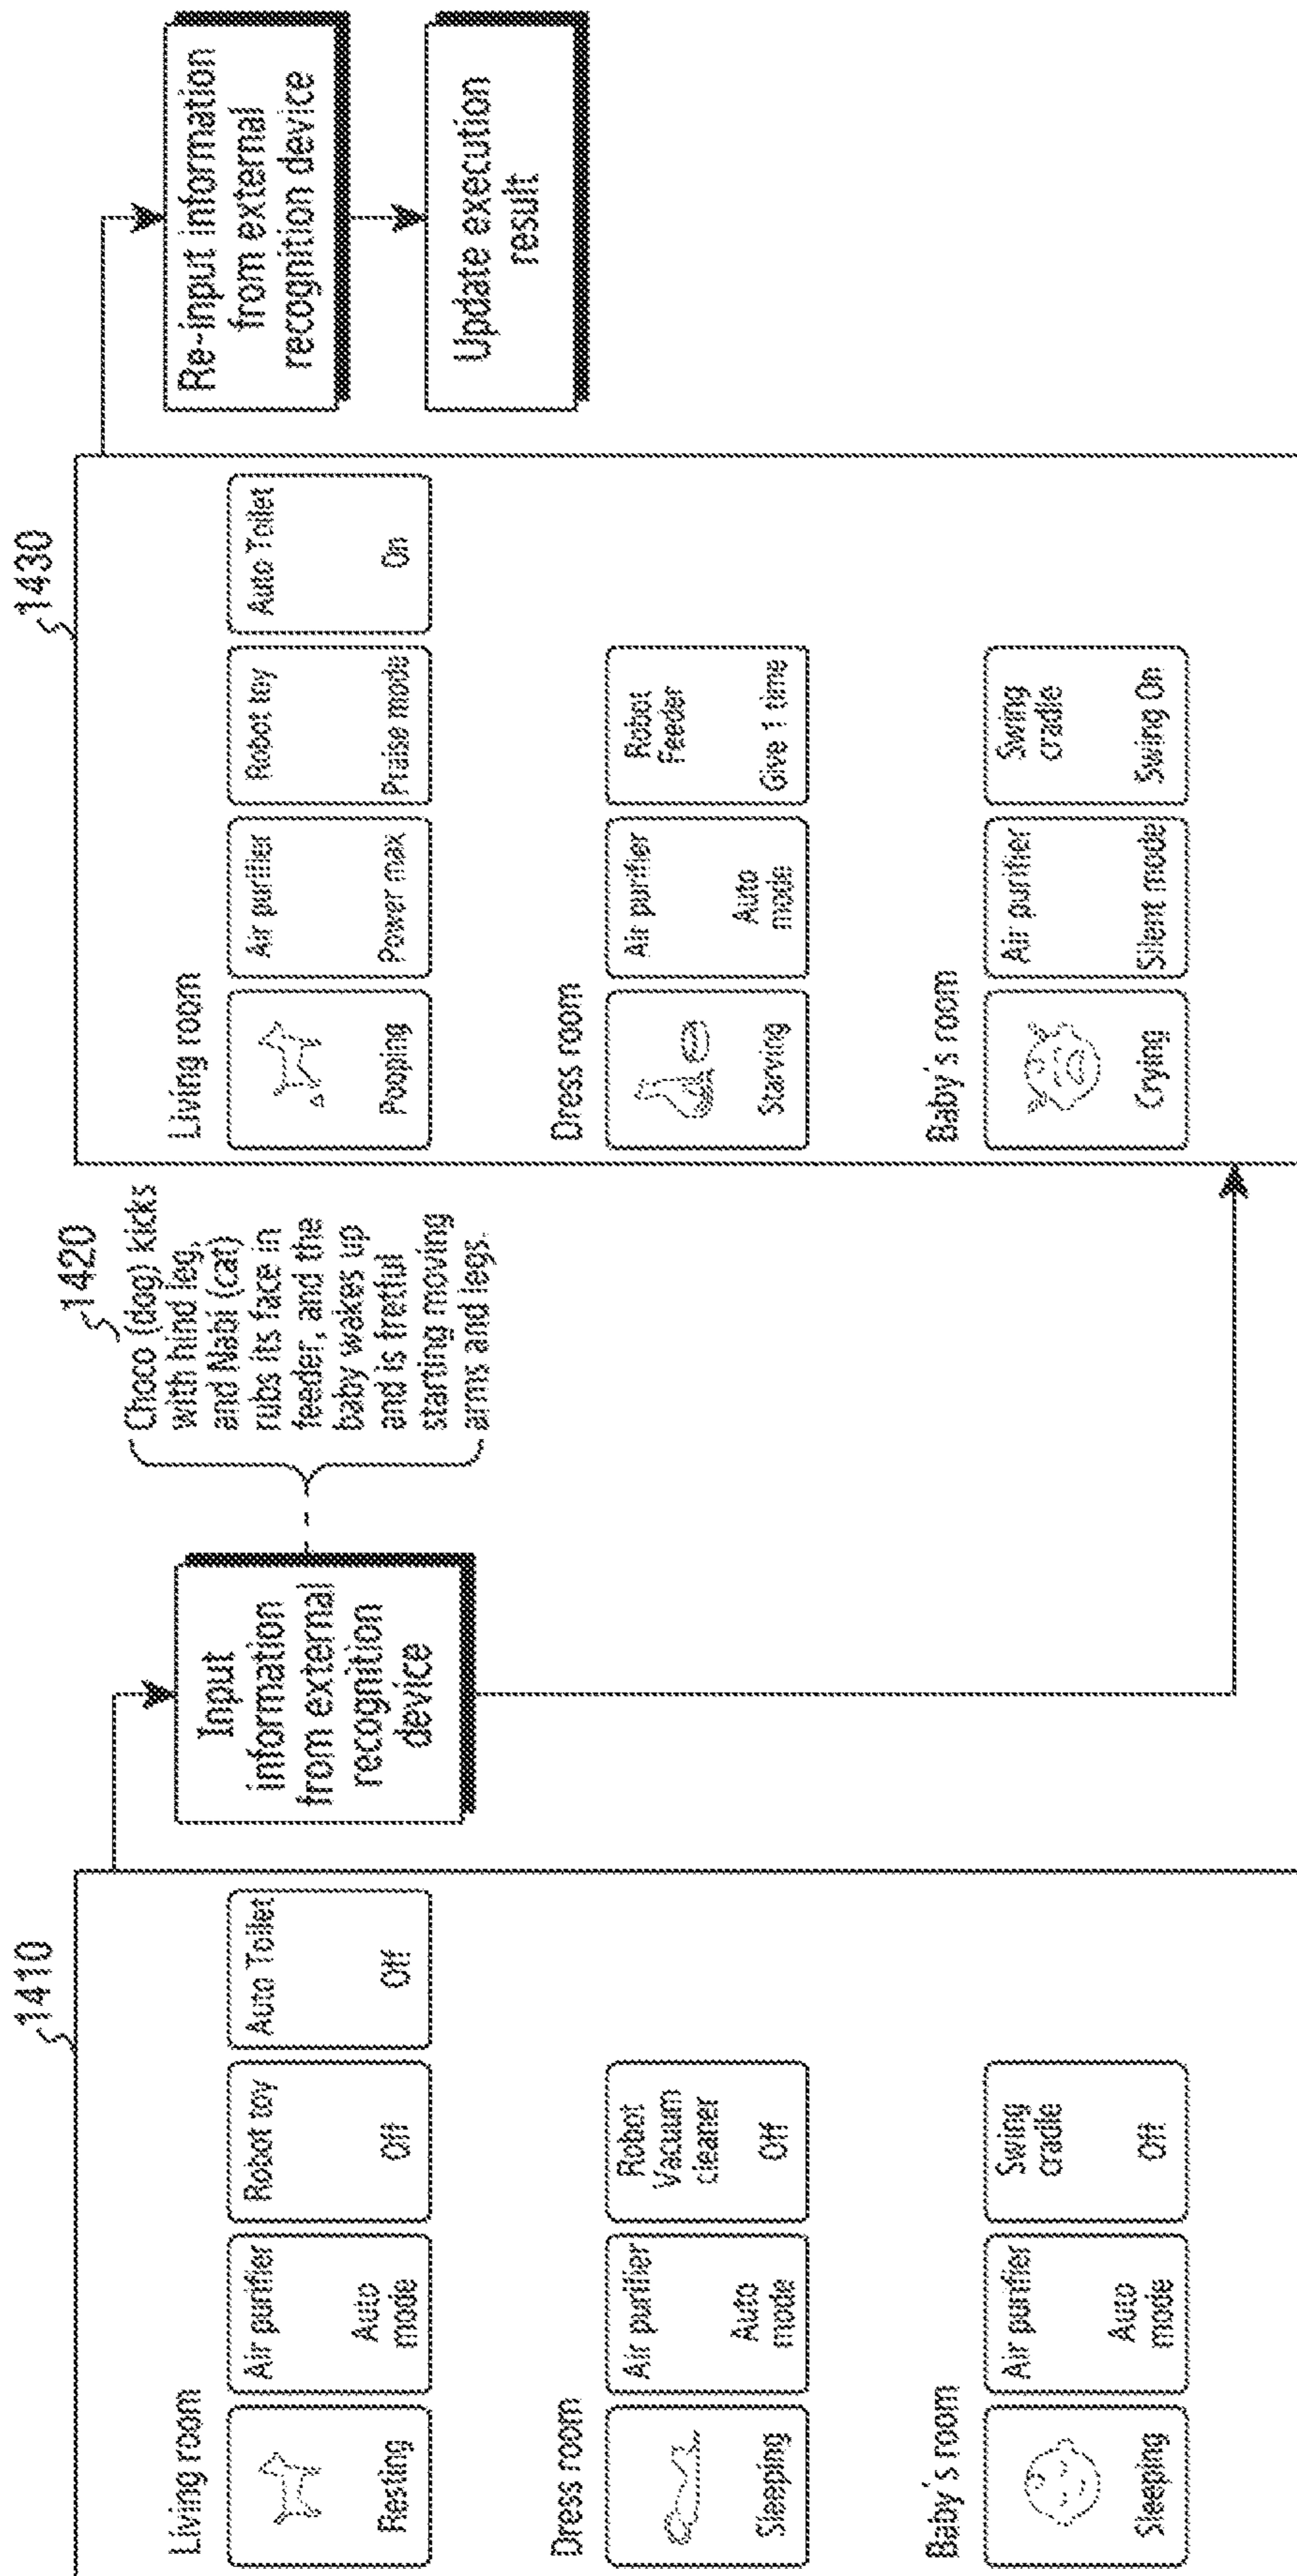 1410
Living room
Resting
Air purifier
Auto
mode
Robot toy
Off
Auto Toilet
Off
Dress room
Sleeping
Air purifier
Auto
mode
Robot
Vacuum
cleaner
Off
Baby's room
Sleeping
Air purifier
Auto
mode
Swing
cradle
Off
Input
information
from external
recognition
device
1420
Choco (dog) kicks
with hind leg,
and Nabi (cat)
rubs its face in
feeder, and the
baby wakes up
and is fretful
starting moving
arms and legs.
1430
Living room
Pooping
Air purifier
Power max
Robot toy
Praise mode
Auto Toilet
On
Dress room
Starving
Air purifier
Auto
mode
Robot
Feeder
Give 1 time
Baby's room
Crying
Air purifier
Silent mode
Swing
cradle
Swing On
Re-input information
from external
recognition device
Update execution
result